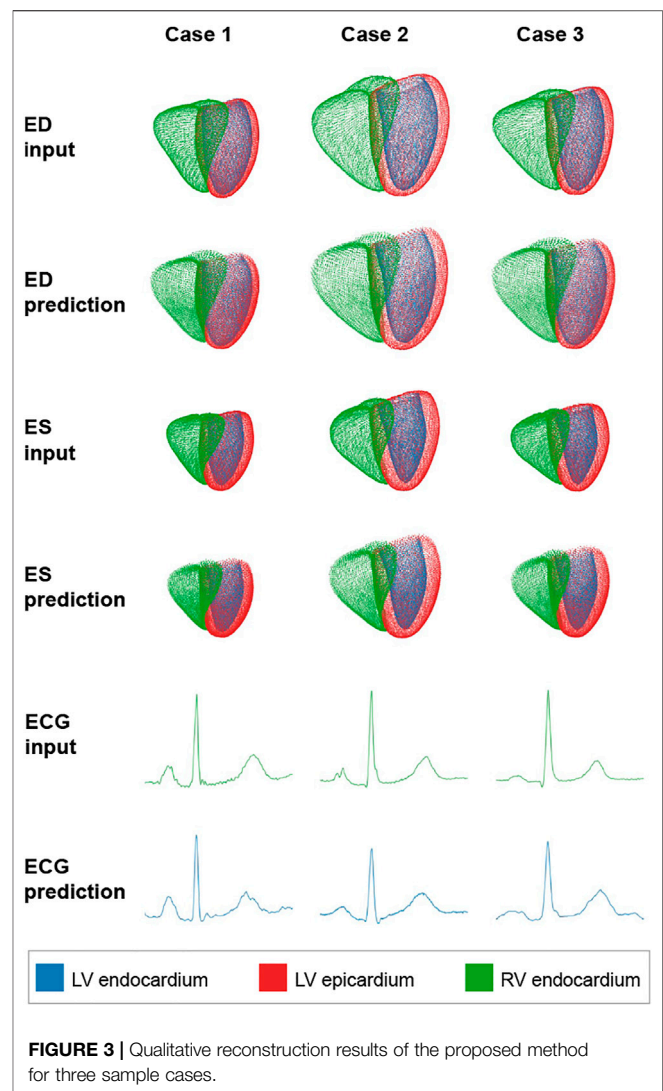 Case 1 Case 2 Case 3
ED
input
ED
prediction
ES
input
ES
prediction
ECG
input
ECG
prediction
LV endocardium LV epicardium RV endocardium
FIGURE 3 | Qualitative reconstruction results of the proposed method
for three sample cases.